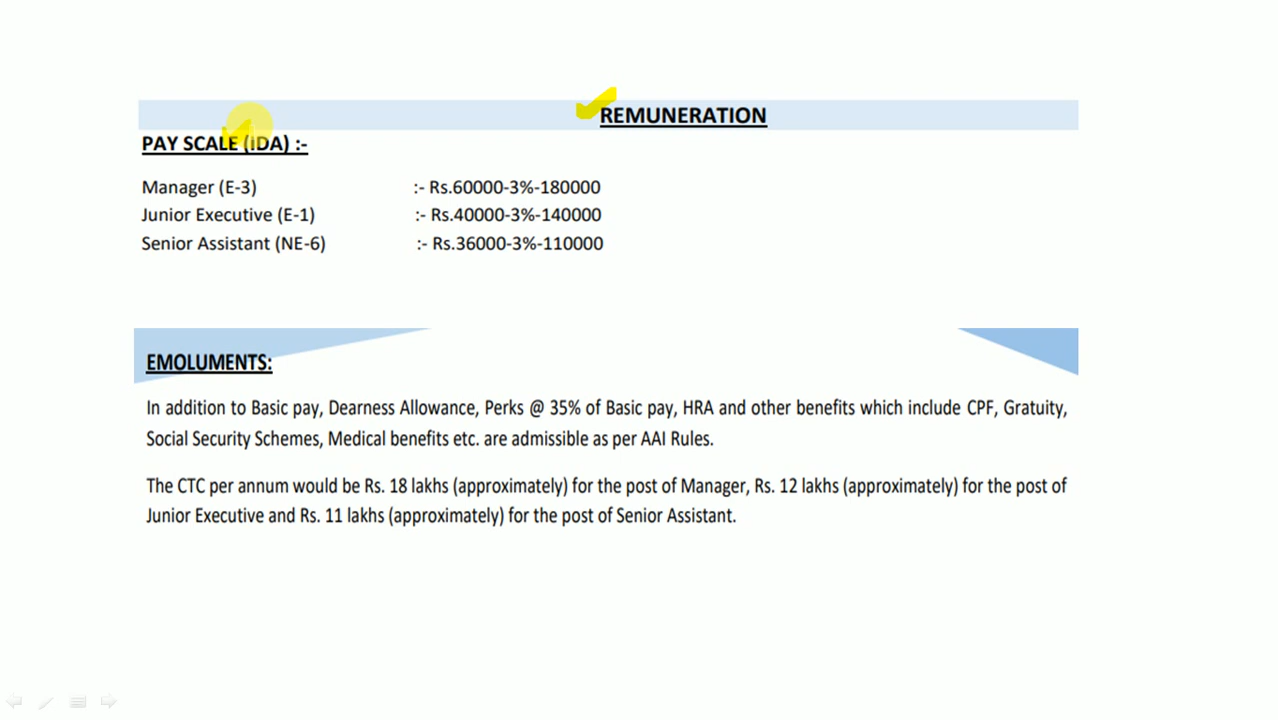 REMUNERATION
PAY SCALE (IDA) :-
Manager (E-3) :- Rs.60000-3%-180000
Junior Executive (E-1) :- Rs.40000-3%-140000
Senior Assistant (NE-6) :- Rs.36000-3%-110000
EMOLUMENTS:
In addition to Basic pay, Dearness Allowance, Perks @ 35% of Basic pay, HRA and other benefits which include CPF, Gratuity,
Social Security Schemes, Medical benefits etc. are admissible as per AAI Rules.
The CTC per annum would be Rs. 18 lakhs (approximately) for the post of Manager, Rs. 12 lakhs (approximately) for the post of
Junior Executive and Rs. 11 lakhs (approximately) for the post of Senior Assistant.